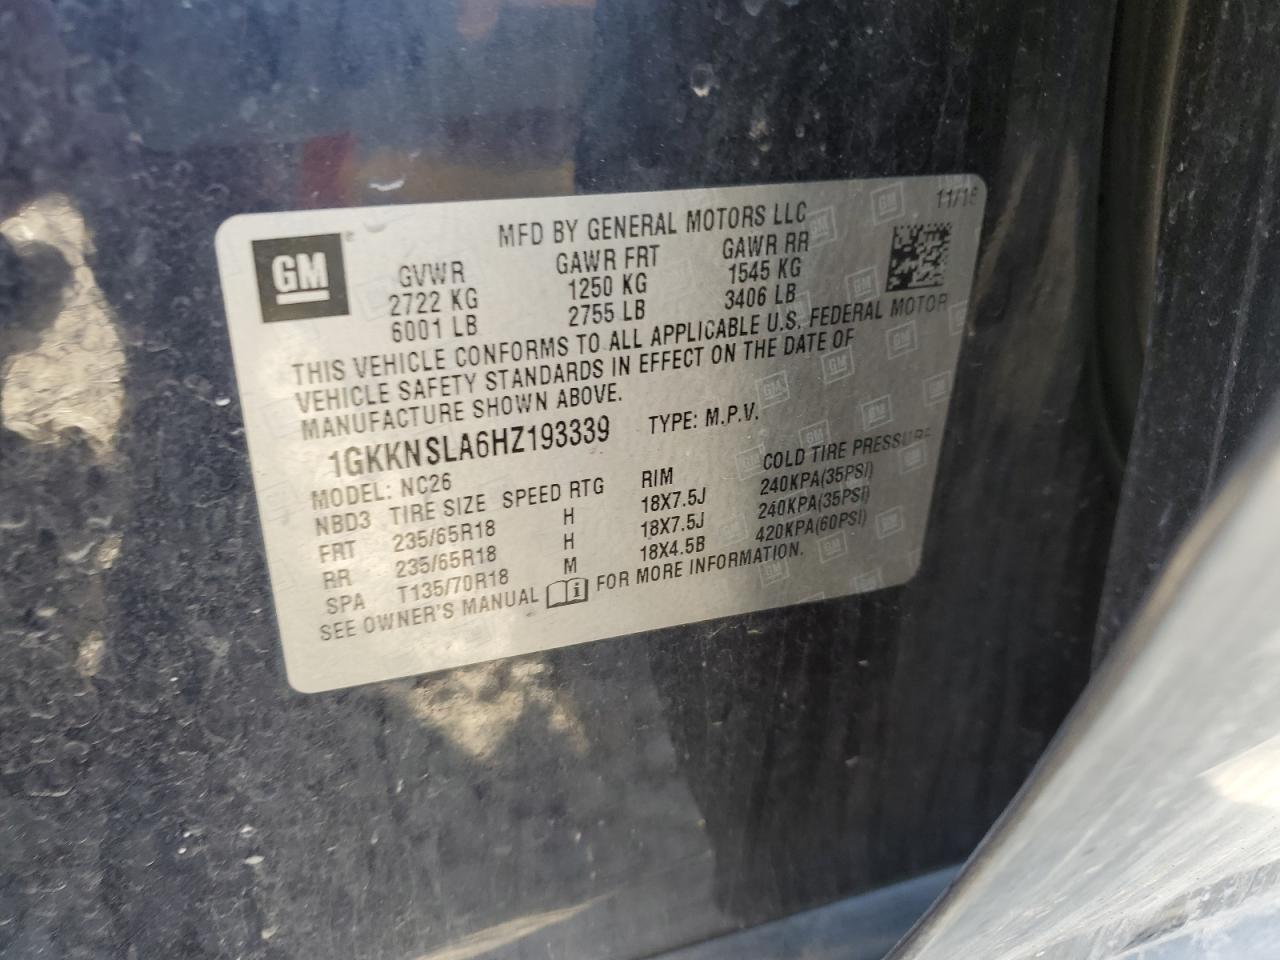 GM
11/16
MFD BY GENERAL MOTORS LLC
GVWR GAWR FRT GAWR RR
2722 KG 1250 KG 1545 KG
6001 LB 2755 LB 3406 LB
THIS VEHICLE CONFORMS TO ALL APPLICABLE U.S. FEDERAL MOTOR
VEHICLE SAFETY STANDARDS IN EFFECT ON THE DATE OF
MANUFACTURE SHOWN ABOVE.
1GKKNSLA6HZ193339 TYPE: M.P.V.
MODEL: NC26
NBD3 TIRE SIZE SPEED RTG RIM COLD TIRE PRESSURE
FRT 235/65R18 H 18X7.5J 240KPA(35PSI)
RR 235/65R18 H 18X7.5J 240KPA(35PSI)
SPA T135/70R18 M 18X4.5B 420KPA(60PSI)
SEE OWNER'S MANUAL FOR MORE INFORMATION.